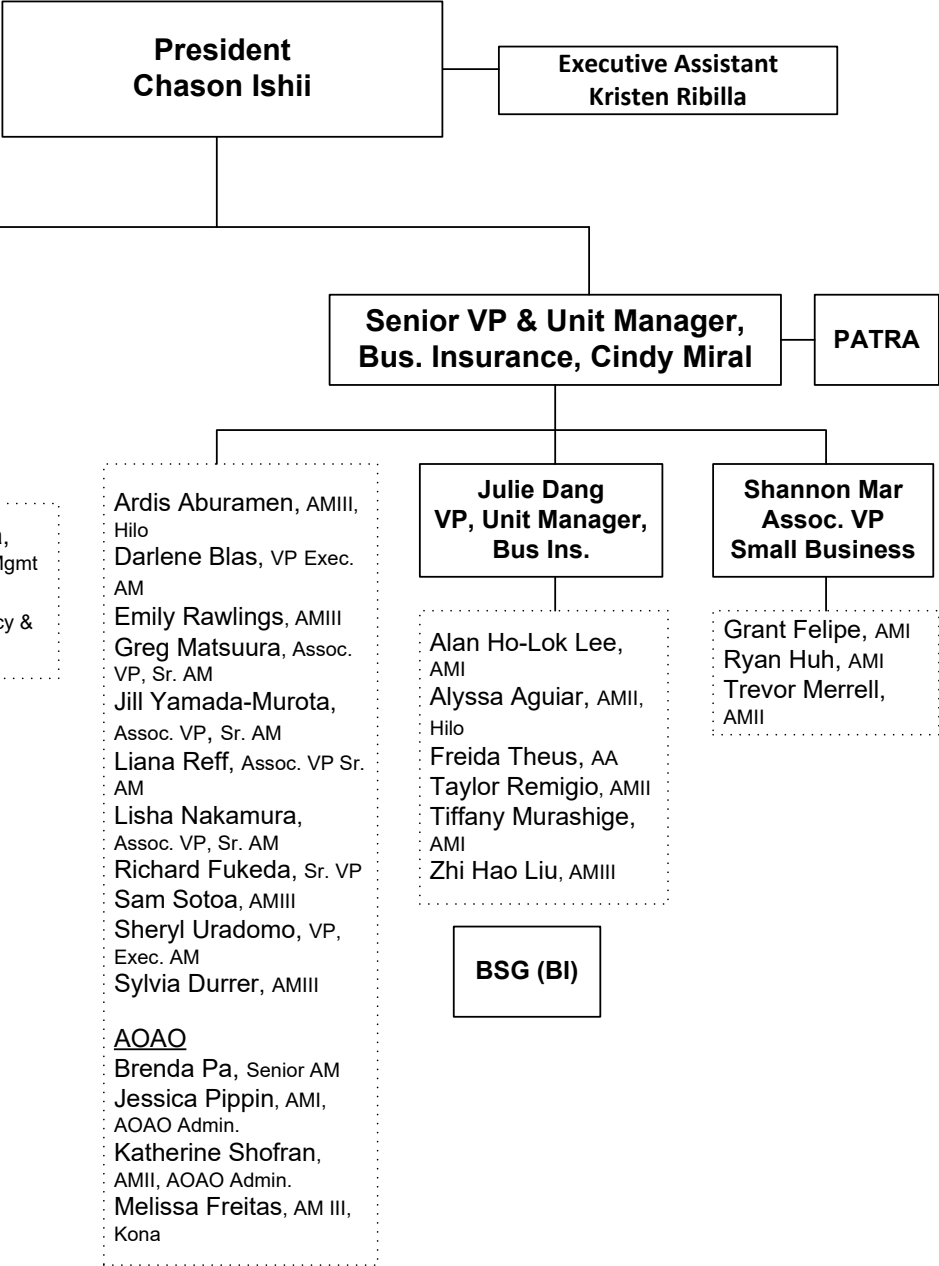 President
Chason Ishii
Executive Assistant
Kristen Ribilla
Senior VP & Unit Manager,
Bus. Insurance, Cindy Miral
PATRA
Mgmt
cy &
Ardis Aburamen, AMIII,
Hilo
Darlene Blas, VP Exec.
AM
Emily Rawlings, AMIII
Greg Matsuura, Assoc.
VP, Sr. AM
Jill Yamada-Murota,
Assoc. VP, Sr. AM
Liana Reff, Assoc. VP Sr.
AM
Lisha Nakamura,
Assoc. VP, Sr. AM
Richard Fukeda, Sr. VP
Sam Sotoa, AMIII
Sheryl Uradomo, VP,
Exec. AM
Sylvia Durrer, AMIII
AOAO
Brenda Pa, Senior AM
Jessica Pippin, AMI,
AOAO Admin.
Katherine Shofran,
AMII, AOAO Admin.
Melissa Freitas, AM III,
Kona
Julie Dang
VP, Unit Manager,
Bus Ins.
Alan Ho-Lok Lee,
AMI
Alyssa Aguiar, AMII,
Hilo
Freida Theus, AA
Taylor Remigio, AMII
Tiffany Murashige,
AMI
Zhi Hao Liu, AMIII
BSG (BI)
Shannon Mar
Assoc. VP
Small Business
Grant Felipe, AMI
Ryan Huh, AMI
Trevor Merrell,
AMII